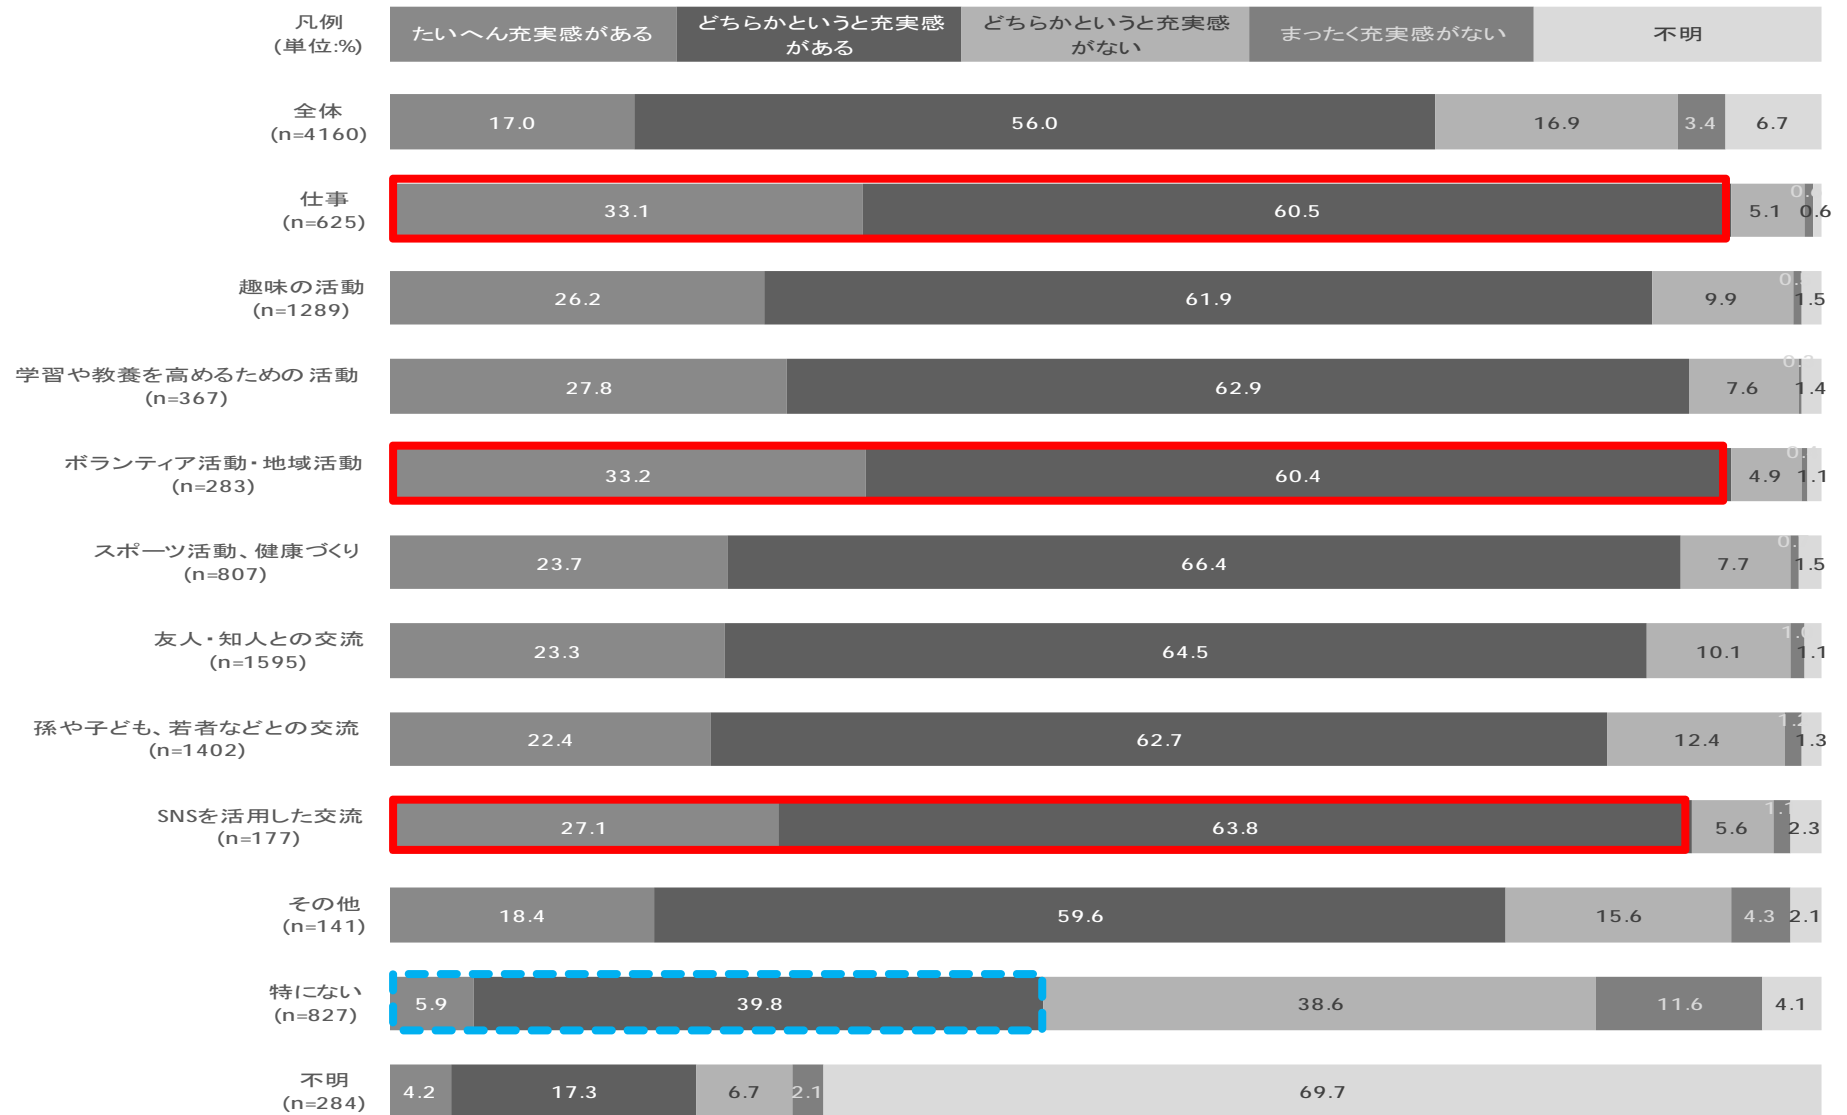 凡例
(単位:%)
たいへん充実感がある
どちらかというと充実感
がある
どちらかというと充実感
がない
まったく充実感がない
不明
全体
(n=4160)
17.0 56.0 16.9 3.4 6.7
仕事
(n=625)
33.1 60.5 5.1 0.6
趣味の活動
(n=1289)
26.2 61.9 9.9 1.5
学習や教養を高めるための活動
(n=367)
27.8 62.9 7.6 1.4
ボランティア活動・地域活動
(n=283)
33.2 60.4 4.9 1.1
スポーツ活動、健康づくり
(n=807)
23.7 66.4 7.7 1.5
友人・知人との交流
(n=1595)
23.3 64.5 10.1 1.1
孫や子ども、若者などとの交流
(n=1402)
22.4 62.7 12.4 1.2 1.3
SNSを活用した交流
(n=177)
27.1 63.8 5.6 1.1 2.3
その他
(n=141)
18.4 59.6 15.6 4.3 2.1
特にない
(n=827)
5.9 39.8 38.6 11.6 4.1
不明
(n=284)
4.2 17.3 6.7 2.1 69.7